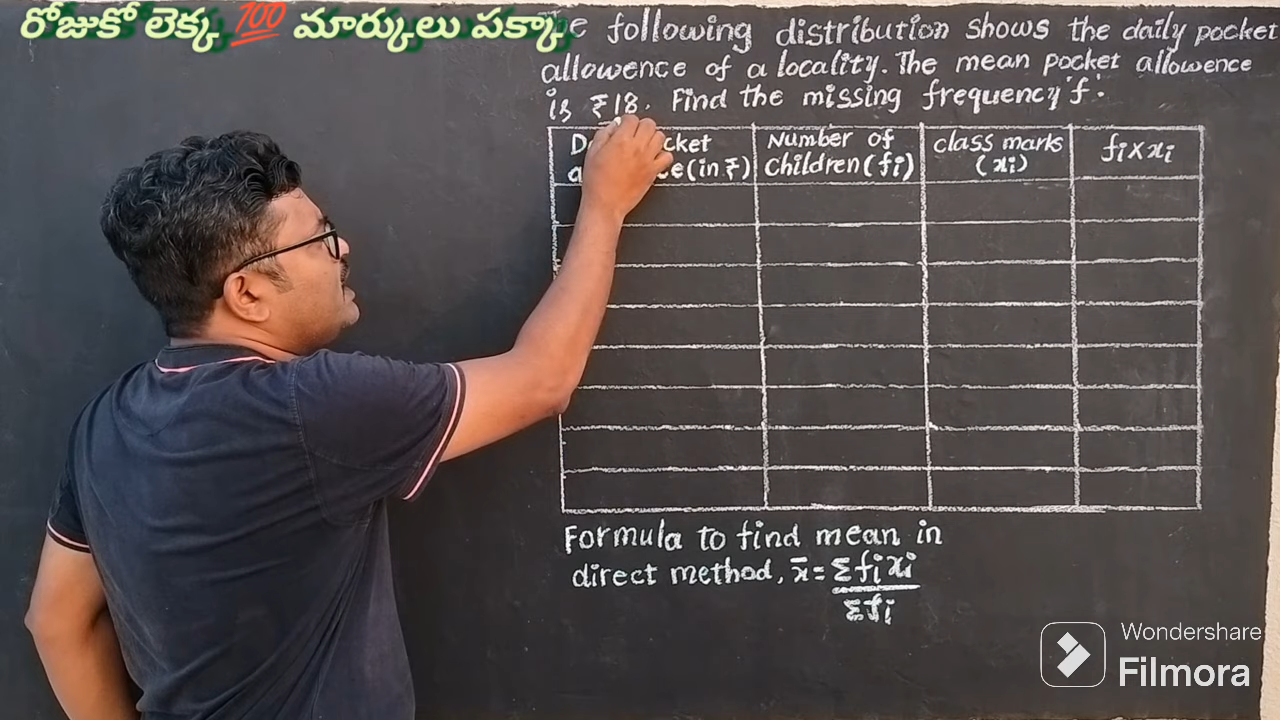 రోజుకో లెక్క 💯 మార్కులు పక్కా
following distribution shows the daily pocket
allowence of a locality. The mean pocket allowence
is ₹18. Find the missing frequency 'f'.
Number of
Children (fi)
class marks
(xi)
fi×xi
(in ₹)
Formula to find mean in
direct method, x̄ = Σfixi
Σfi
Wondershare
Filmora